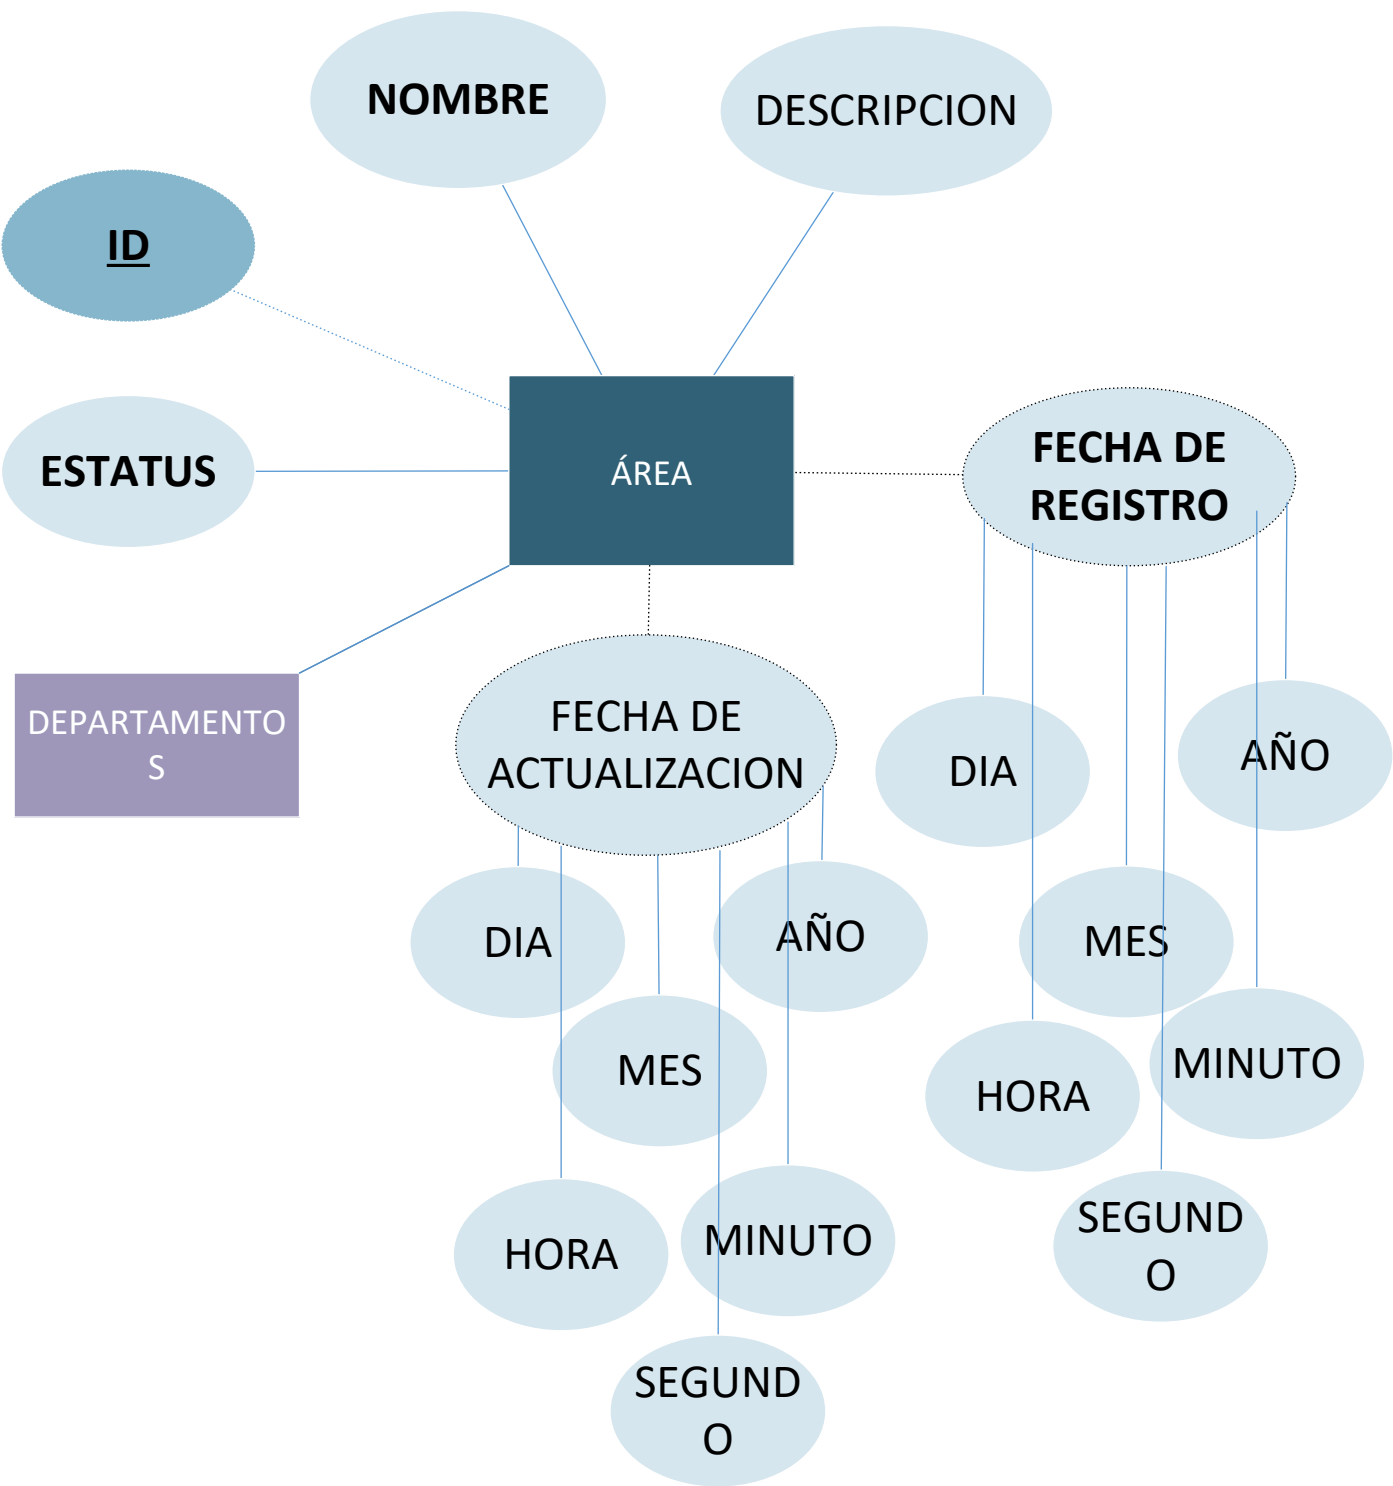 NOMBRE
DESCRIPCION
ID
ESTATUS
ÁREA
FECHA DE
REGISTRO
DEPARTAMENTO
S
FECHA DE
ACTUALIZACION
DIA
AÑO
DIA
AÑO
MES
MES
HORA
MINUTO
HORA
MINUTO
SEGUND
O
SEGUND
O